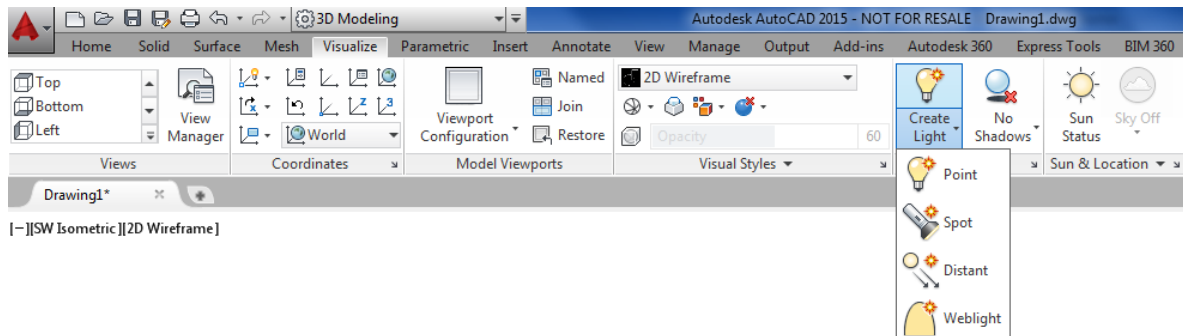 3D Modeling Autodesk AutoCAD 2015 - NOT FOR RESALE Drawing1.dwg
Home Solid Surface Mesh Visualize Parametric Insert Annotate View Manage Output Add-ins Autodesk 360 Express Tools BIM 360
Top
Bottom
Left
View
Manager
World
Viewport
Configuration
Named
Join
Restore
2D Wireframe
Opacity 60
Create
Light
No
Shadows
Sun
Status
Sky Off
Views Coordinates Model Viewports Visual Styles Sun & Location
Point
Spot
Distant
Weblight
Drawing1*
[−][SW Isometric][2D Wireframe]